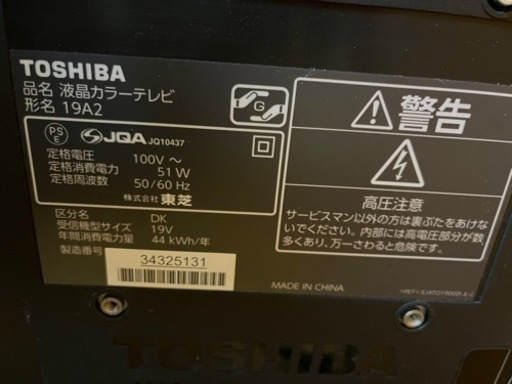 TOSHIBA
品名 液晶カラーテレビ
形名 19A2
G
PS
E
JQA JQ10437
定格電圧 100V～
定格消費電力 51W
定格周波数 50/60Hz
株式会社 東芝
区分名 DK
受信機型サイズ 19V
年間消費電力量 44kWh/年
製造番号
34325131
警告
高圧注意
サービスマン以外の方は裏ぶたをあけな
いでください。内部には高電圧部分が数
多くあり、万一さわると危険です。
MADE IN CHINA
TOSHIBA